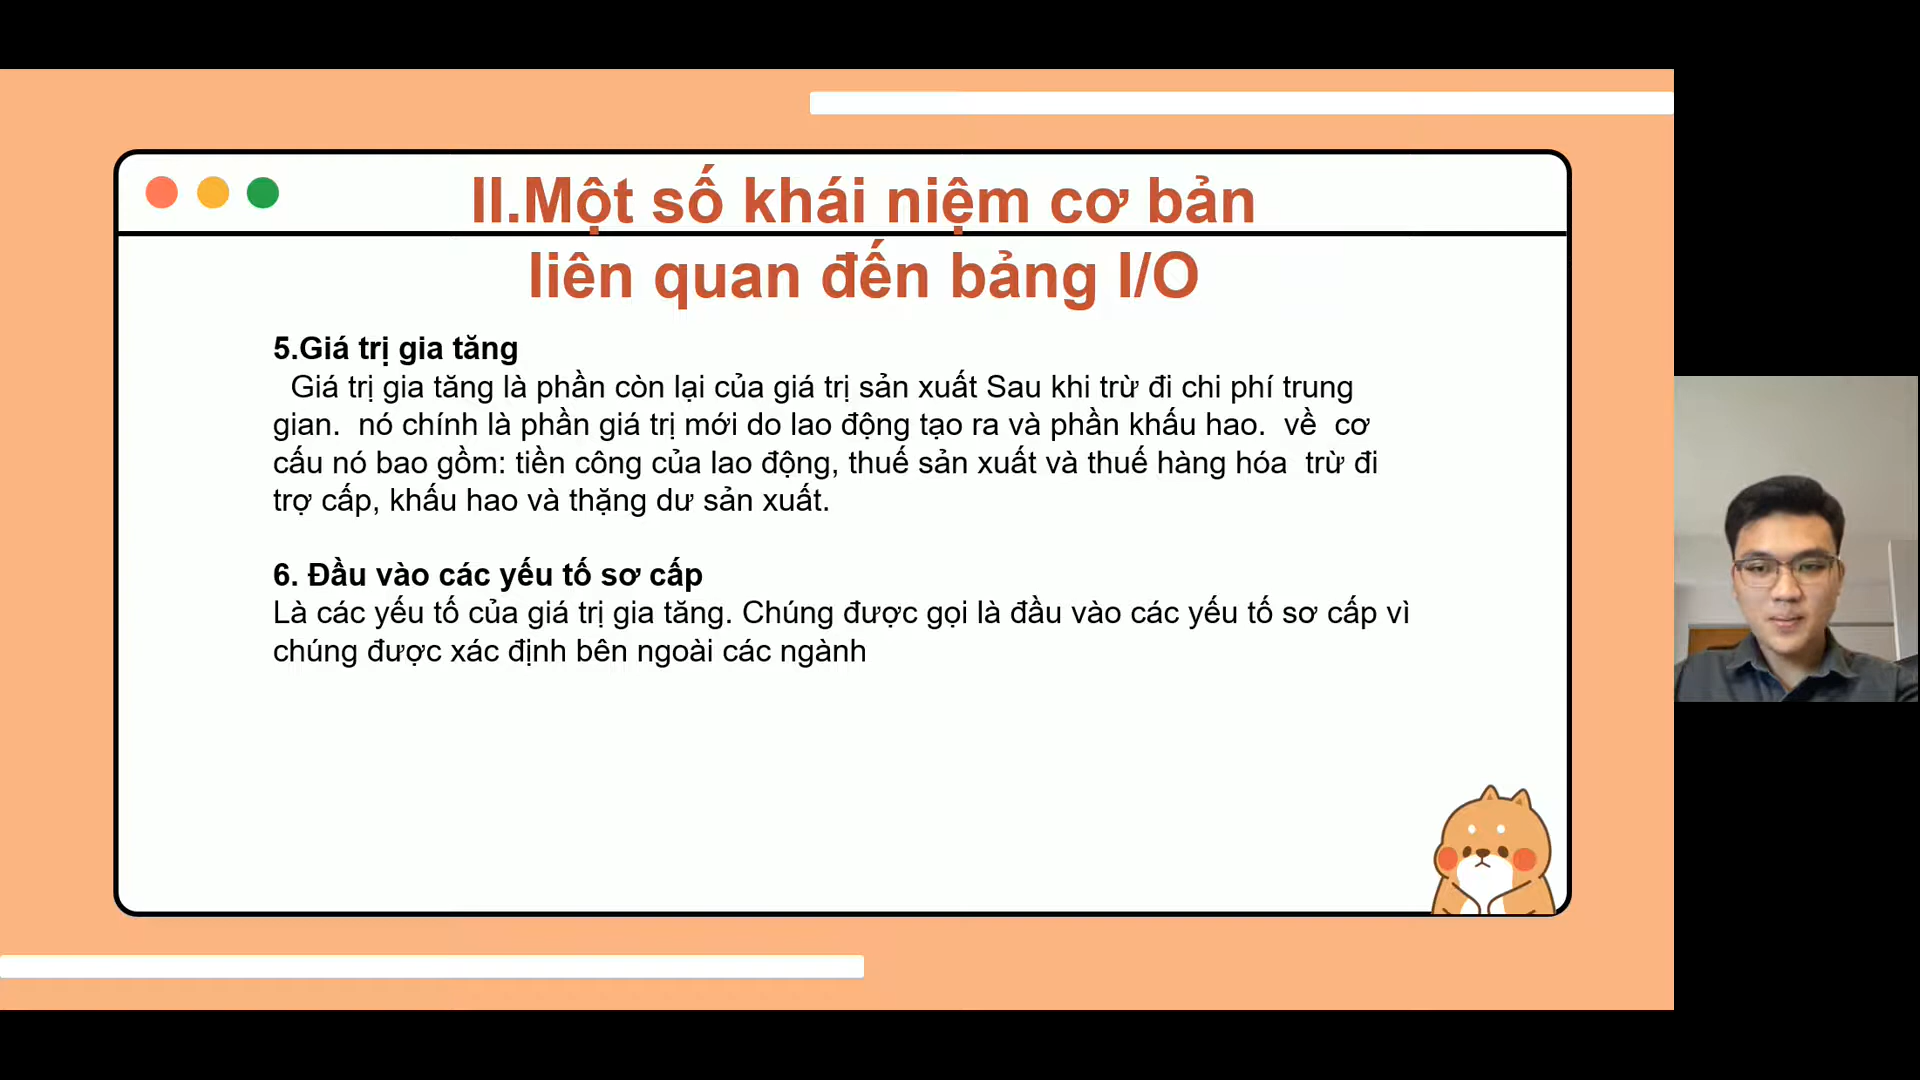 II.Một số khái niệm cơ bản
liên quan đến bảng I/O
5.Giá trị gia tăng
Giá trị gia tăng là phần còn lại của giá trị sản xuất Sau khi trừ đi chi phí trung
gian.  nó chính là phần giá trị mới do lao động tạo ra và phần khấu hao.  về  cơ
cấu nó bao gồm: tiền công của lao động, thuế sản xuất và thuế hàng hóa  trừ đi
trợ cấp, khấu hao và thặng dư sản xuất.
6. Đầu vào các yếu tố sơ cấp
Là các yếu tố của giá trị gia tăng. Chúng được gọi là đầu vào các yếu tố sơ cấp vì
chúng được xác định bên ngoài các ngành